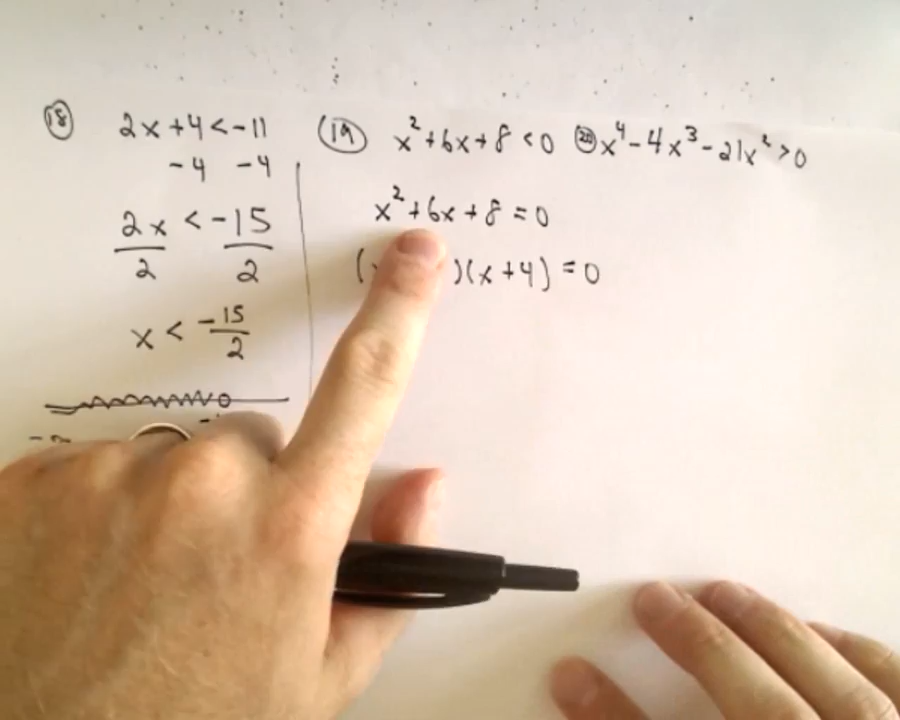 18 2x+4<-11
-4 -4
2x < -15
2 2
x < -15
2
19 x²+6x+8 <0
x²+6x+8 =0
( )(x+4) =0
20 x⁴-4x³-21x²>0